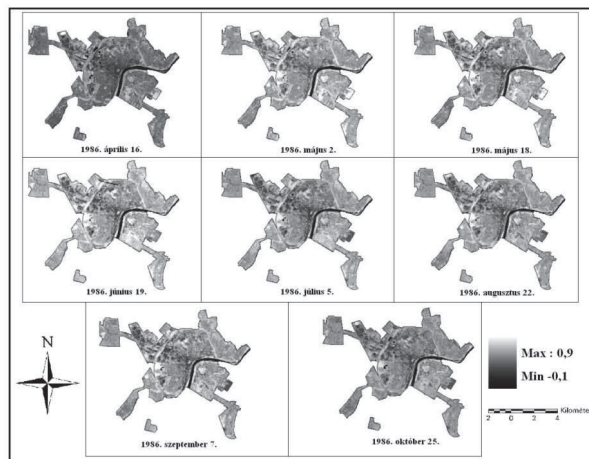 1986. április 16.
1986. május 2.
1986. május 18.
1986. június 19.
1986. július 5.
1986. augusztus 22.
1986. szeptember 7.
1986. október 25.
N
Max : 0,9
Min -0,1
Kilométe
2 0 2 4